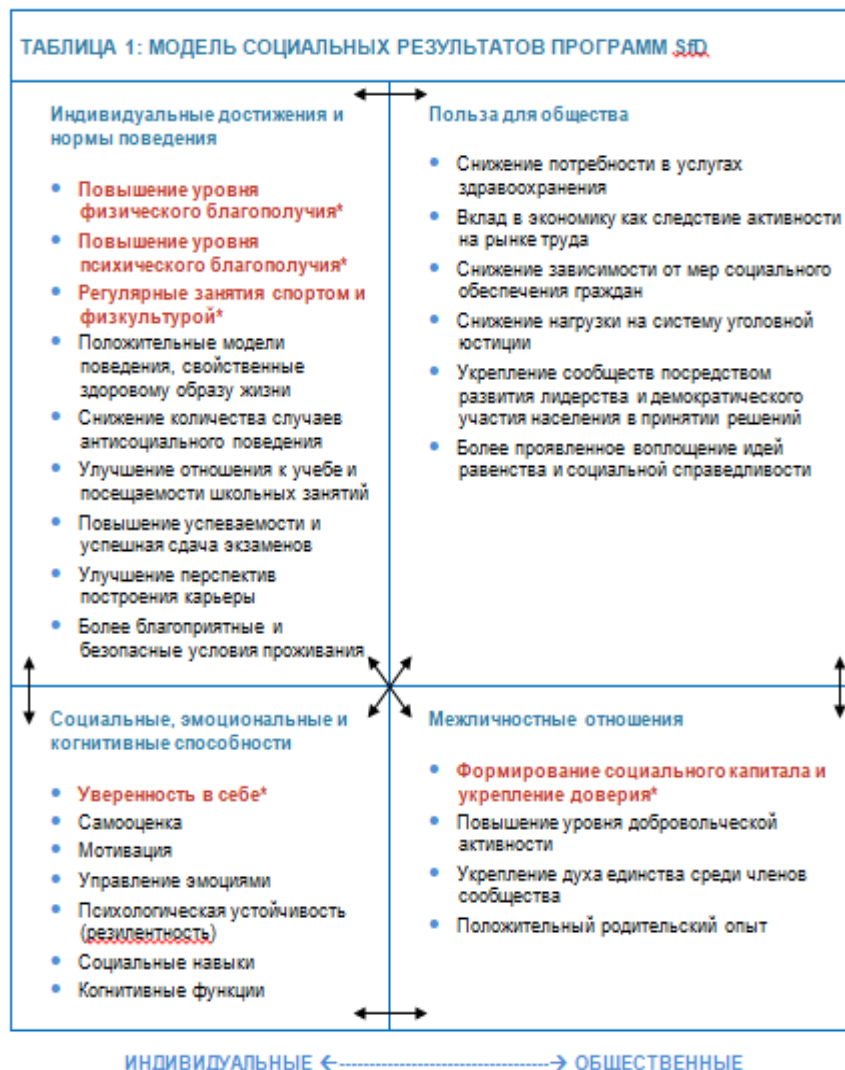 ТАБЛИЦА 1: МОДЕЛЬ СОЦИАЛЬНЫХ РЕЗУЛЬТАТОВ ПРОГРАММ SfD
Индивидуальные достижения и
нормы поведения
• Повышение уровня
физического благополучия*
• Повышение уровня
психического благополучия*
• Регулярные занятия спортом и
физкультурой*
• Положительные модели
поведения, свойственные
здоровому образу жизни
• Снижение количества случаев
антисоциального поведения
• Улучшение отношения к учебе и
посещаемости школьных занятий
• Повышение успеваемости и
успешная сдача экзаменов
• Улучшение перспектив
построения карьеры
• Более благоприятные и
безопасные условия проживания
Польза для общества
• Снижение потребности в услугах
здравоохранения
• Вклад в экономику как следствие активности
на рынке труда
• Снижение зависимости от мер социального
обеспечения граждан
• Снижение нагрузки на систему уголовной
юстиции
• Укрепление сообществ посредством
развития лидерства и демократического
участия населения в принятии решений
• Более проявленное воплощение идей
равенства и социальной справедливости
Социальные, эмоциональные и
когнитивные способности
• Уверенность в себе*
• Самооценка
• Мотивация
• Управление эмоциями
• Психологическая устойчивость
(резилентность)
• Социальные навыки
• Когнитивные функции
Межличностные отношения
• Формирование социального капитала и
укрепление доверия*
• Повышение уровня добровольческой
активности
• Укрепление духа единства среди членов
сообщества
• Положительный родительский опыт
ИНДИВИДУАЛЬНЫЕ ←------------------------------------→ ОБЩЕСТВЕННЫЕ